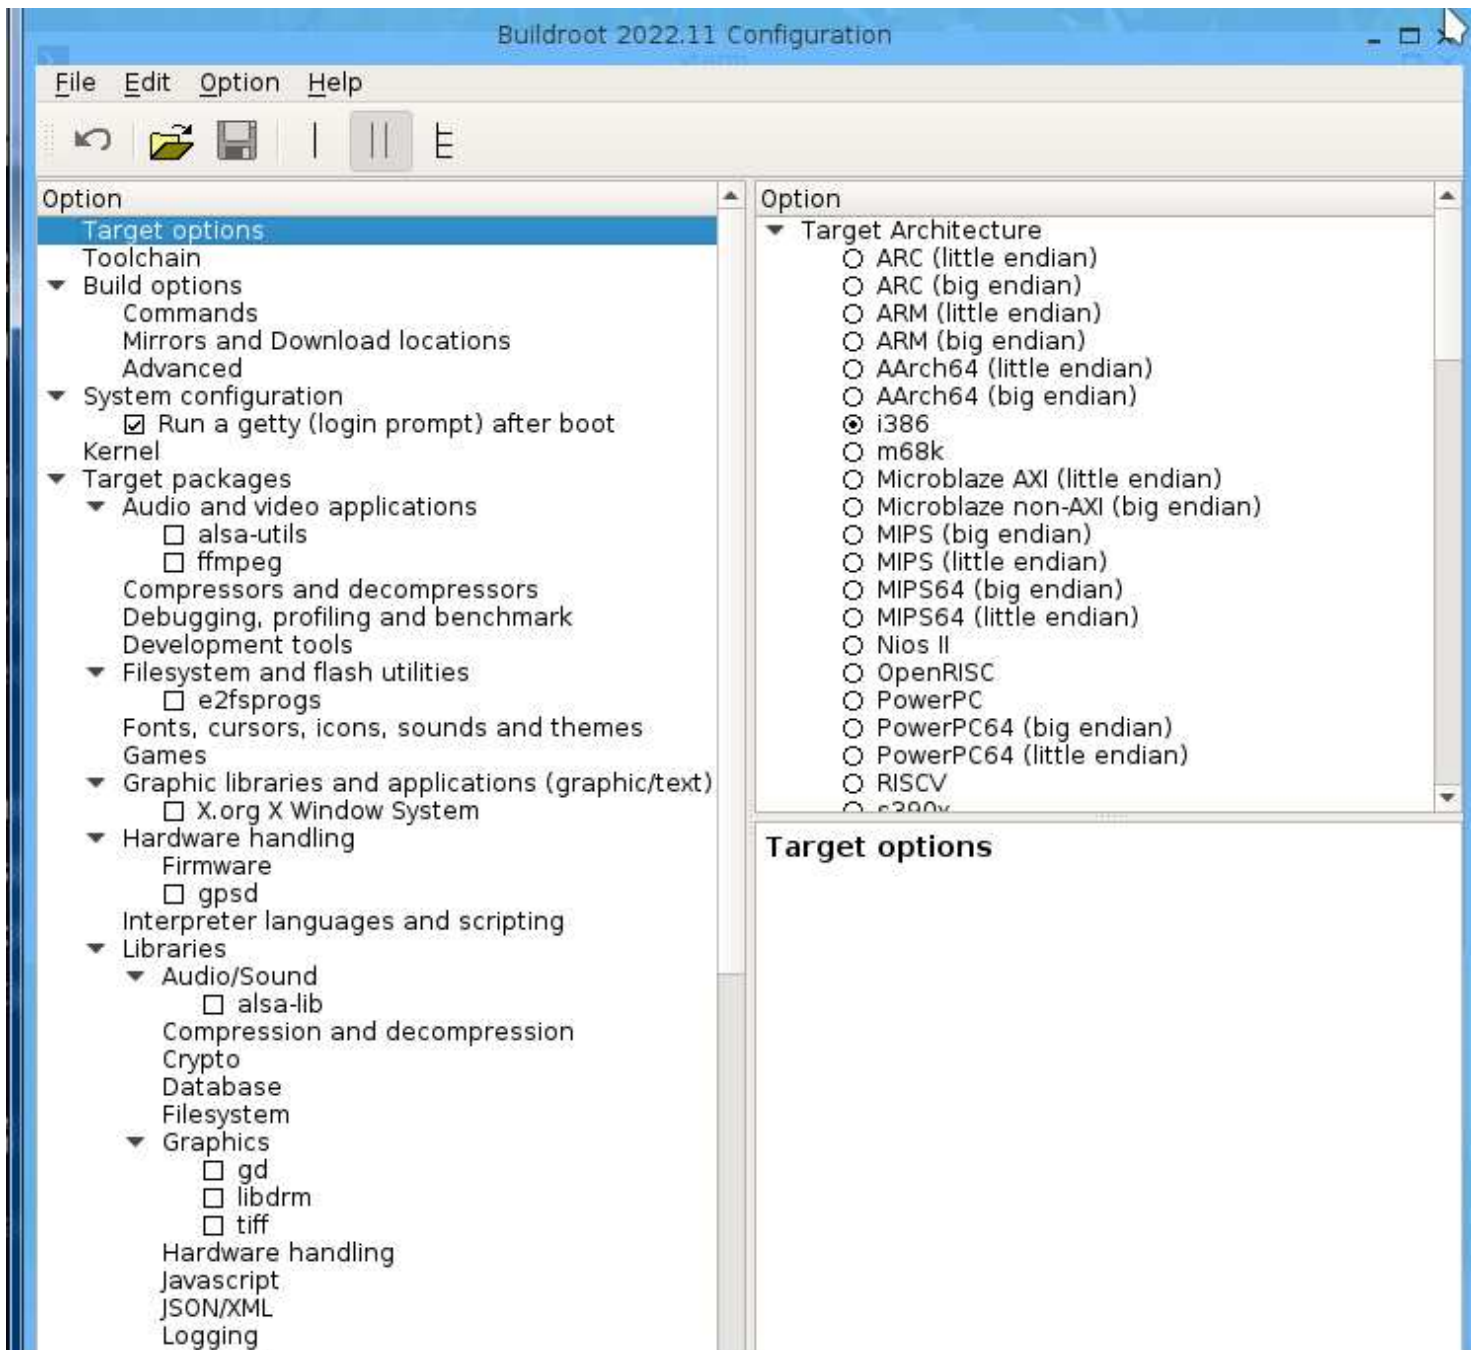 Buildroot 2022.11 Configuration
File Edit Option Help
Option
Target options
Toolchain
Build options
Commands
Mirrors and Download locations
Advanced
System configuration
Run a getty (login prompt) after boot
Kernel
Target packages
Audio and video applications
alsa-utils
ffmpeg
Compressors and decompressors
Debugging, profiling and benchmark
Development tools
Filesystem and flash utilities
e2fsprogs
Fonts, cursors, icons, sounds and themes
Games
Graphic libraries and applications (graphic/text)
X.org X Window System
Hardware handling
Firmware
gpsd
Interpreter languages and scripting
Libraries
Audio/Sound
alsa-lib
Compression and decompression
Crypto
Database
Filesystem
Graphics
gd
libdrm
tiff
Hardware handling
Javascript
JSON/XML
Logging
Option
Target Architecture
ARC (little endian)
ARC (big endian)
ARM (little endian)
ARM (big endian)
AArch64 (little endian)
AArch64 (big endian)
i386
m68k
Microblaze AXI (little endian)
Microblaze non-AXI (big endian)
MIPS (big endian)
MIPS (little endian)
MIPS64 (big endian)
MIPS64 (little endian)
Nios II
OpenRISC
PowerPC
PowerPC64 (big endian)
PowerPC64 (little endian)
RISCV
Target options